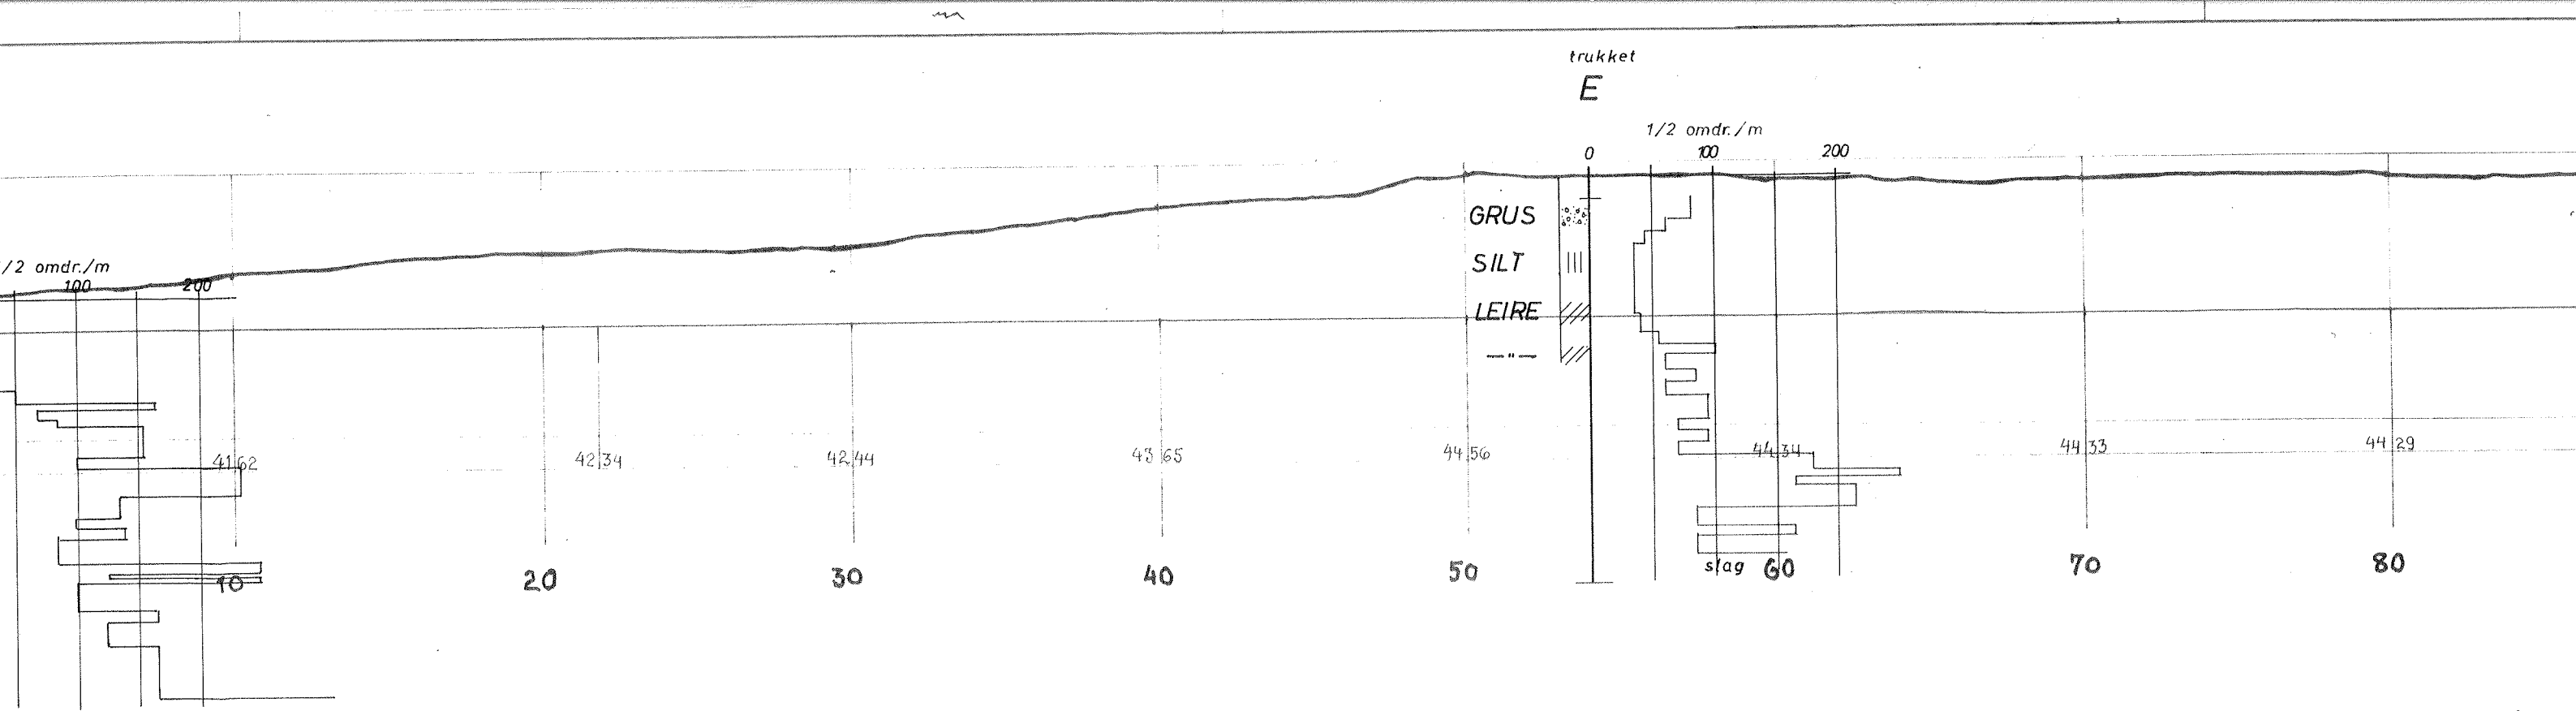 trukket
E
1/2 omdr./m
0 100 200
GRUS
SILT
/2 omdr./m
100 200
LEIRE
—"—
41.62 42.34 42.44 43.65 44.56 44.34 44.33 44.29
10 20 30 40 50 slag 60 70 80